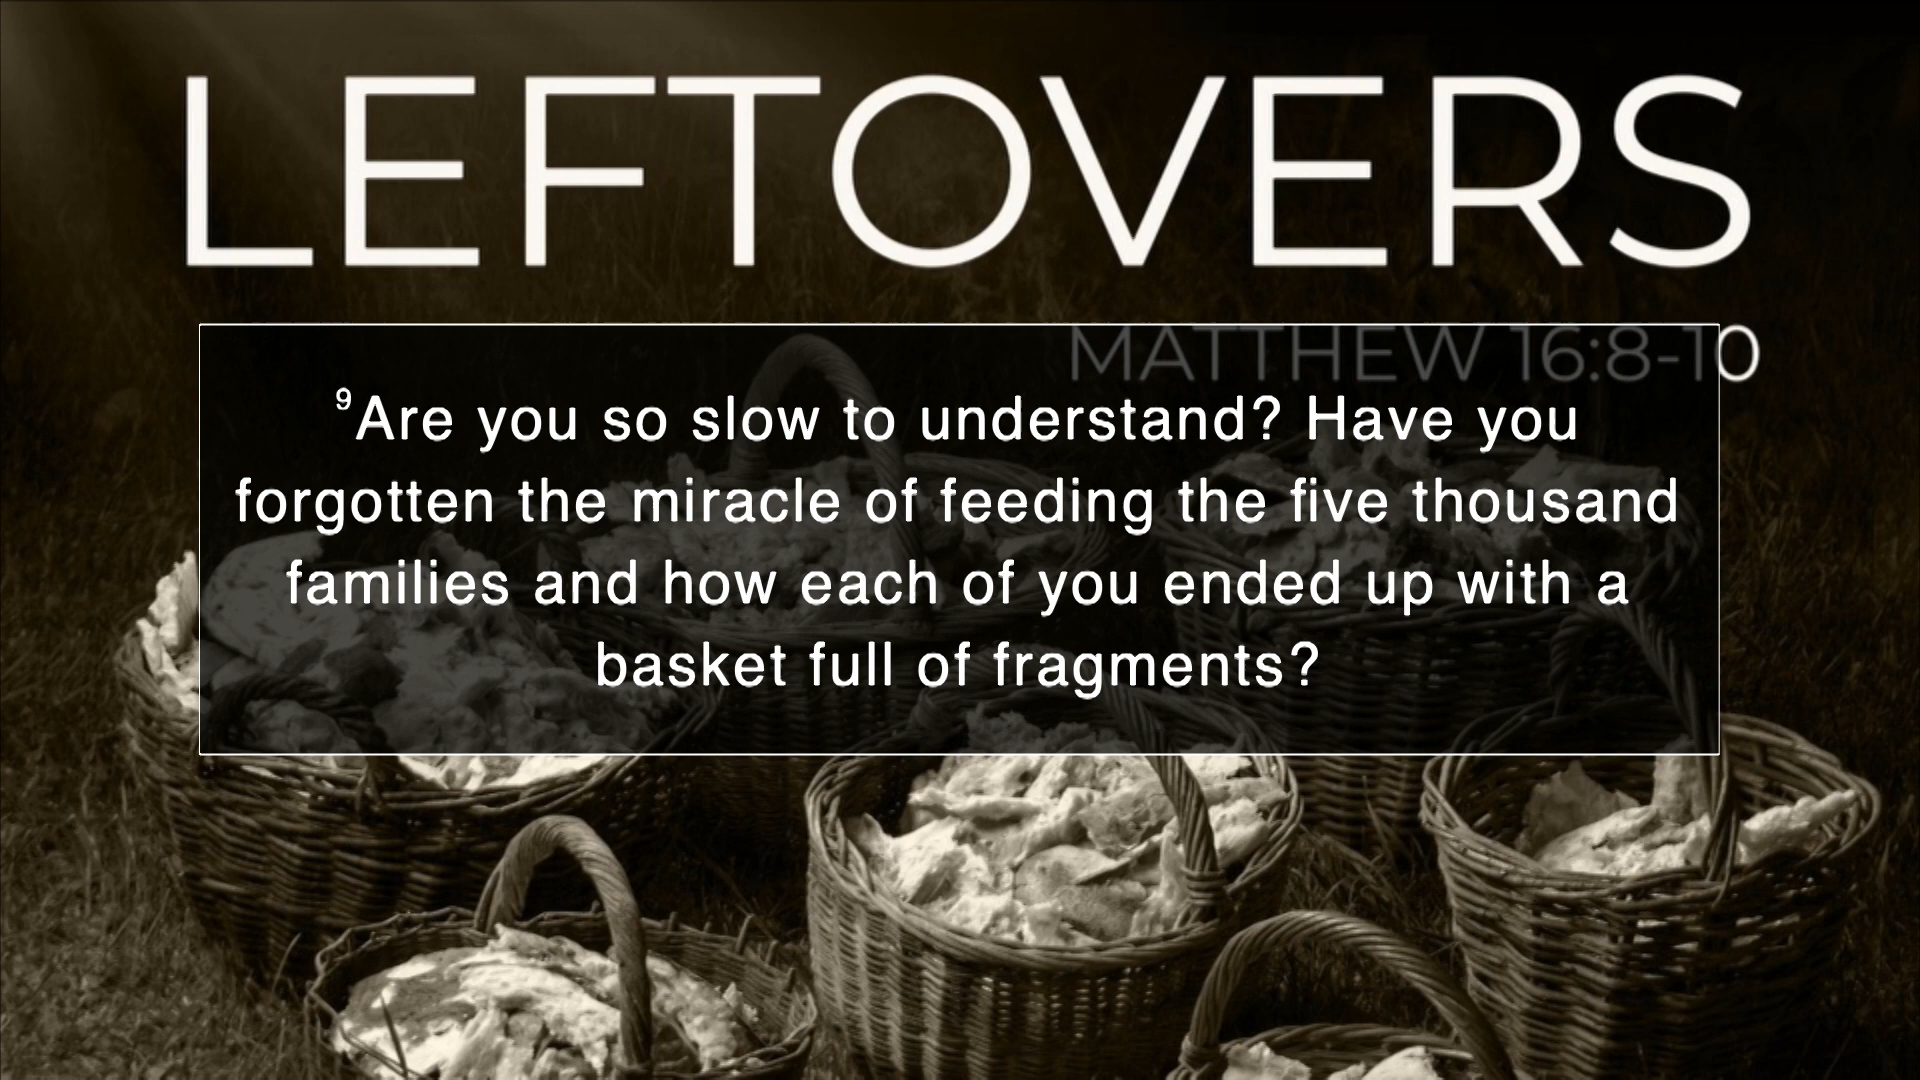 LEFTOVERS
MATTHEW 16:8-10
⁹Are you so slow to understand? Have you
forgotten the miracle of feeding the five thousand
families and how each of you ended up with a
basket full of fragments?